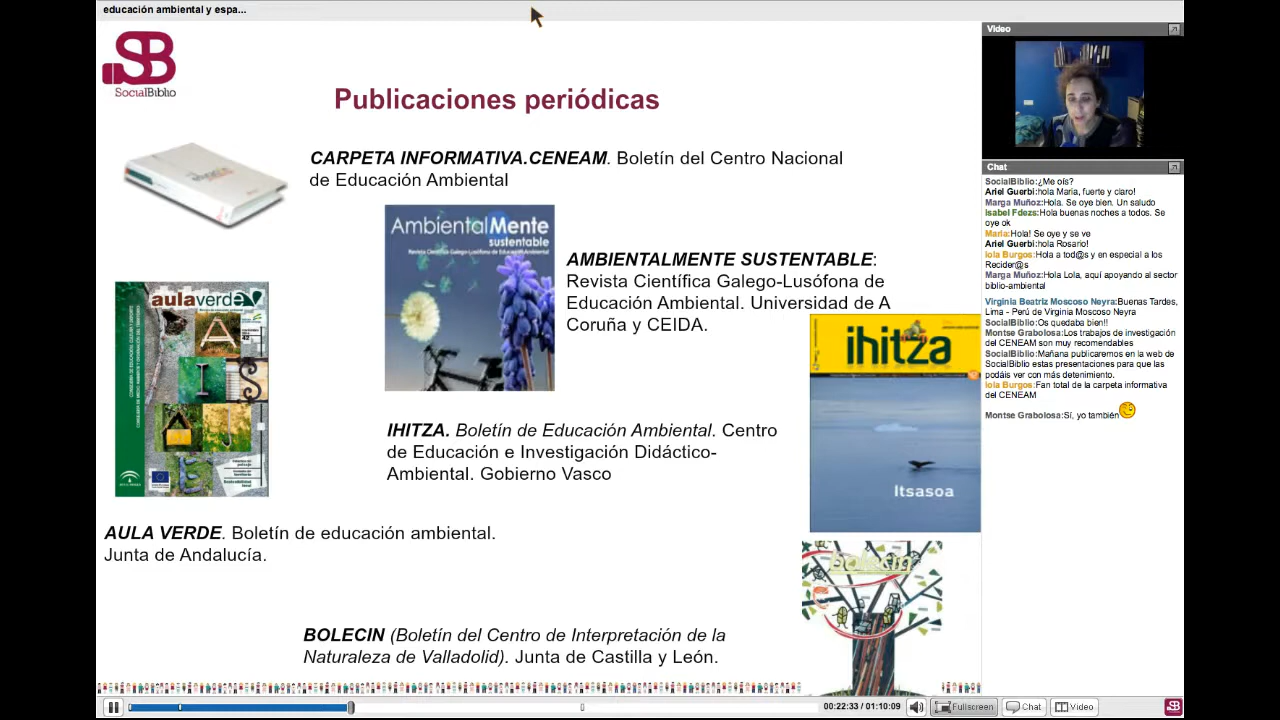 educación ambiental y espa...
SB
SocialBiblio
Publicaciones periódicas
CARPETA INFORMATIVA.CENEAM. Boletín del Centro Nacional
de Educación Ambiental
AmbientalMente
sustentable
Revista Científica Galego-Lusófona de Educación Ambiental
AMBIENTALMENTE SUSTENTABLE:
Revista Científica Galego-Lusófona de
Educación Ambiental. Universidad de A
Coruña y CEIDA.
aulaverde
ihitza
Itsasoa
IHITZA. Boletín de Educación Ambiental. Centro
de Educación e Investigación Didáctico-
Ambiental. Gobierno Vasco
AULA VERDE. Boletín de educación ambiental.
Junta de Andalucía.
bolecin
BOLECIN (Boletín del Centro de Interpretación de la
Naturaleza de Valladolid). Junta de Castilla y León.
Video
Chat
SocialBiblio:¿Me oís?
Ariel Guerbi:hola Maria, fuerte y claro!
Marga Muñoz:Hola. Se oye bien. Un saludo
Isabel Fdezs:Hola buenas noches a todos. Se
oye ok
Maria:Hola! Se oye y se ve
Ariel Guerbi:hola Rosario!
lola Burgos:Hola a tod@s y en especial a los
Recider@s
Marga Muñoz:Hola Lola, aquí apoyando al sector
biblio-ambiental
Virginia Beatriz Moscoso Neyra:Buenas Tardes,
Lima - Perú de Virginia Moscoso Neyra
SocialBiblio:Os quedaba bien!!
Montse Grabolosa:Los trabajos de investigación
del CENEAM son muy recomendables
SocialBiblio:Mañana publicaremos en la web de
SocialBiblio estas presentaciones para que las
podáis ver con más detenimiento.
lola Burgos:Fan total de la carpeta informativa
del CENEAM
Montse Grabolosa:Sí, yo también
00:22:33 / 01:10:09
Fullscreen
Chat
Video
SB